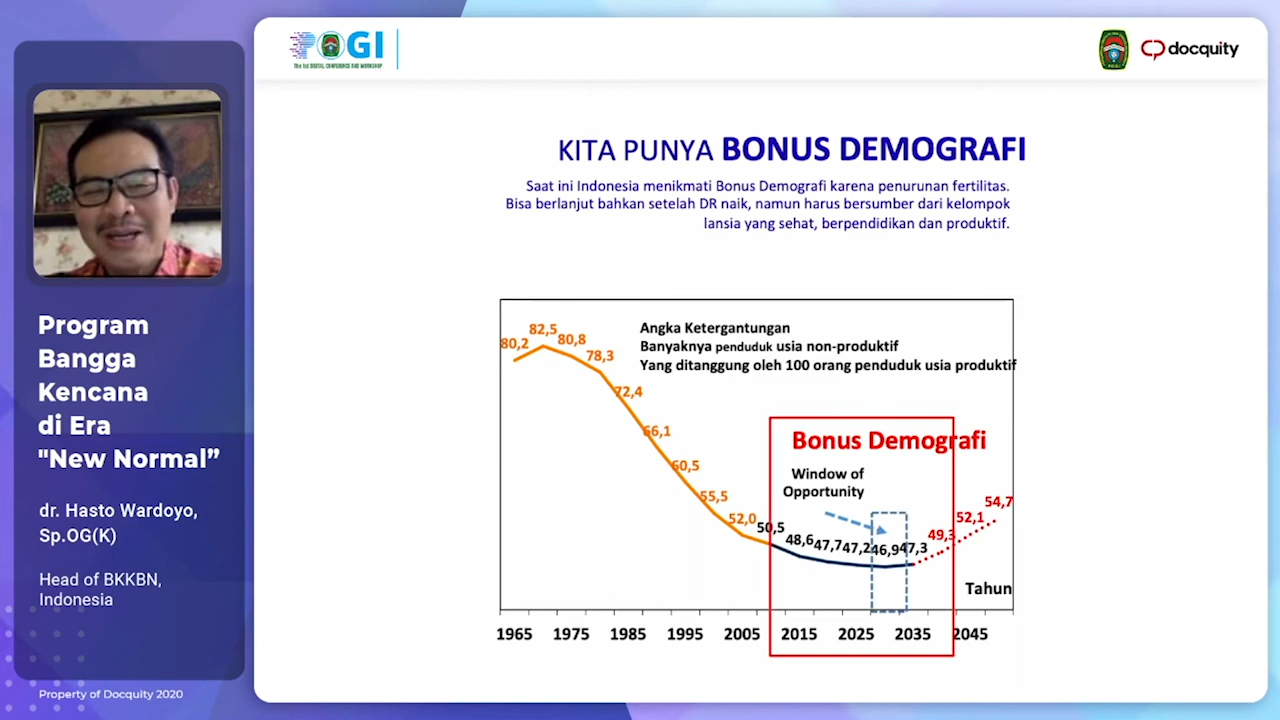 POGI
The 1st DIGITAL CONFERENCE AND WORKSHOP
docquity
KITA PUNYA BONUS DEMOGRAFI
Saat ini Indonesia menikmati Bonus Demografi karena penurunan fertilitas.
Bisa berlanjut bahkan setelah DR naik, namun harus bersumber dari kelompok
lansia yang sehat, berpendidikan dan produktif.
Program
Bangga
Kencana
di Era
"New Normal”
dr. Hasto Wardoyo,
Sp.OG(K)
Head of BKKBN,
Indonesia
Property of Docquity 2020
Angka Ketergantungan
Banyaknya penduduk usia non-produktif
Yang ditanggung oleh 100 orang penduduk usia produktif
80,2
82,5
80,8
78,3
72,4
66,1
60,5
55,5
52,0
50,5
48,6
47,7
47,2
46,9
47,3
49,3
52,1
54,7
Bonus Demografi
Window of
Opportunity
Tahun
1965 1975 1985 1995 2005 2015 2025 2035 2045